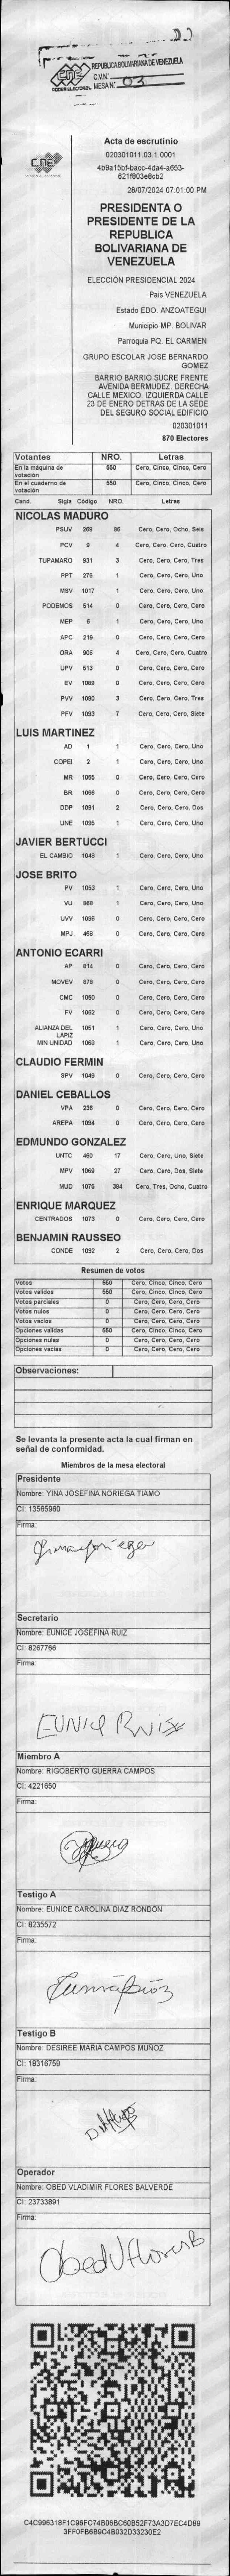 REPUBLICA BOLIVARIANA DE VENEZUELA
CNE
C.V.N°
PODER ELECTORAL MESA N° 03
CNE
Acta de escrutinio
020301011.03.1.0001
4b9a15bf-bacc-4da4-a653-
621f803e8cb2
28/07/2024 07:01:00 PM
PRESIDENTA O
PRESIDENTE DE LA
REPUBLICA
BOLIVARIANA DE
VENEZUELA
ELECCIÓN PRESIDENCIAL 2024
Pais VENEZUELA
Estado EDO. ANZOATEGUI
Municipio MP. BOLIVAR
Parroquia PQ. EL CARMEN
GRUPO ESCOLAR JOSE BERNARDO
GOMEZ
BARRIO BARRIO SUCRE FRENTE
AVENIDA BERMUDEZ. DERECHA
CALLE MEXICO. IZQUIERDA CALLE
23 DE ENERO DETRAS DE LA SEDE
DEL SEGURO SOCIAL EDIFICIO
020301011
870 Electores
Votantes NRO. Letras
En la máquina de votación 550 Cero, Cinco, Cinco, Cero
En el cuaderno de votación 550 Cero, Cinco, Cinco, Cero
Cand. Sigla Código NRO. Letras
NICOLAS MADURO
PSUV 269 86 Cero, Cero, Ocho, Seis
PCV 9 4 Cero, Cero, Cero, Cuatro
TUPAMARO 931 3 Cero, Cero, Cero, Tres
PPT 276 1 Cero, Cero, Cero, Uno
MSV 1017 1 Cero, Cero, Cero, Uno
PODEMOS 514 0 Cero, Cero, Cero, Cero
MEP 6 1 Cero, Cero, Cero, Uno
APC 219 0 Cero, Cero, Cero, Cero
ORA 906 4 Cero, Cero, Cero, Cuatro
UPV 513 0 Cero, Cero, Cero, Cero
EV 1088 0 Cero, Cero, Cero, Cero
PVV 1090 3 Cero, Cero, Cero, Tres
PFV 1093 7 Cero, Cero, Cero, Siete
LUIS MARTINEZ
AD 1 1 Cero, Cero, Cero, Uno
COPEI 2 1 Cero, Cero, Cero, Uno
MR 1065 0 Cero, Cero, Cero, Cero
BR 1066 0 Cero, Cero, Cero, Cero
DDP 1091 2 Cero, Cero, Cero, Dos
UNE 1095 1 Cero, Cero, Cero, Uno
JAVIER BERTUCCI
EL CAMBIO 1048 1 Cero, Cero, Cero, Uno
JOSE BRITO
PV 1053 1 Cero, Cero, Cero, Uno
VU 868 1 Cero, Cero, Cero, Uno
UVV 1096 0 Cero, Cero, Cero, Cero
MPJ 459 0 Cero, Cero, Cero, Cero
ANTONIO ECARRI
AP 814 0 Cero, Cero, Cero, Cero
MOVEV 879 0 Cero, Cero, Cero, Cero
CMC 1050 0 Cero, Cero, Cero, Cero
FV 1062 0 Cero, Cero, Cero, Cero
ALIANZA DEL LAPIZ 1051 1 Cero, Cero, Cero, Uno
MIN UNIDAD 1068 1 Cero, Cero, Cero, Uno
CLAUDIO FERMIN
SPV 1049 0 Cero, Cero, Cero, Cero
DANIEL CEBALLOS
VPA 236 0 Cero, Cero, Cero, Cero
AREPA 1094 0 Cero, Cero, Cero, Cero
EDMUNDO GONZALEZ
UNTC 460 17 Cero, Cero, Uno, Siete
MPV 1069 27 Cero, Cero, Dos, Siete
MUD 1075 384 Cero, Tres, Ocho, Cuatro
ENRIQUE MARQUEZ
CENTRADOS 1073 0 Cero, Cero, Cero, Cero
BENJAMIN RAUSSEO
CONDE 1092 2 Cero, Cero, Cero, Dos
Resumen de votos
Votos 550 Cero, Cinco, Cinco, Cero
Votos validos 550 Cero, Cinco, Cinco, Cero
Votos parciales 0 Cero, Cero, Cero, Cero
Votos nulos 0 Cero, Cero, Cero, Cero
Votos vacios 0 Cero, Cero, Cero, Cero
Opciones validas 550 Cero, Cinco, Cinco, Cero
Opciones nulas 0 Cero, Cero, Cero, Cero
Opciones vacias 0 Cero, Cero, Cero, Cero
Observaciones:
Se levanta la presente acta la cual firman en
señal de conformidad.
Miembros de la mesa electoral
Presidente
Nombre: YINA JOSEFINA NORIEGA TIAMO
CI: 13565960
Firma:
Secretario
Nombre: EUNICE JOSEFINA RUIZ
CI: 8267766
Firma:
EUNICE RUIZ
Miembro A
Nombre: RIGOBERTO GUERRA CAMPOS
CI: 4221650
Firma:
Testigo A
Nombre: EUNICE CAROLINA DIAZ RONDON
CI: 8235572
Firma:
Testigo B
Nombre: DESIREE MARIA CAMPOS MUÑOZ
CI: 18316759
Firma:
Operador
Nombre: OBED VLADIMIR FLORES BALVERDE
CI: 23733891
Firma:
Obed V Flores B
C4C996318F1C96FC74B06BC60B52F73A3D7EC4D89
3FF0FB6B9C4B032D33230E2